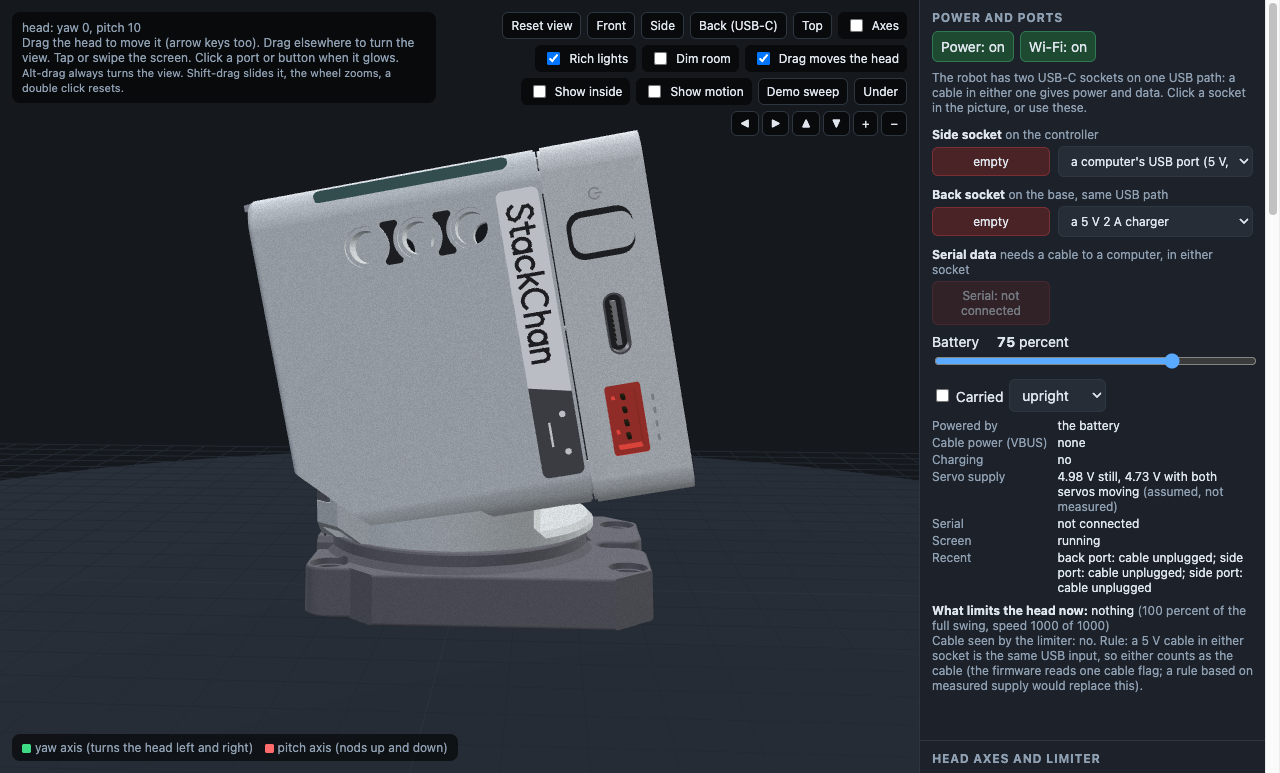 head: yaw 0, pitch 10
Drag the head to move it (arrow keys too). Drag elsewhere to turn the
view. Tap or swipe the screen. Click a port or button when it glows.
Alt-drag always turns the view. Shift-drag slides it, the wheel zooms, a
double click resets.
Reset view Front Side Back (USB-C) Top Axes
Rich lights Dim room Drag moves the head
Show inside Show motion Demo sweep Under
◀ ▶ ▲ ▼ + −
StackChan
yaw axis (turns the head left and right) pitch axis (nods up and down)
POWER AND PORTS
Power: on Wi-Fi: on
The robot has two USB-C sockets on one USB path: a
cable in either one gives power and data. Click a socket
in the picture, or use these.
Side socket on the controller
empty a computer's USB port (5 V,
Back socket on the base, same USB path
empty a 5 V 2 A charger
Serial data needs a cable to a computer, in either
socket
Serial: not
connected
Battery 75 percent
Carried upright
Powered by the battery
Cable power (VBUS) none
Charging no
Servo supply 4.98 V still, 4.73 V with both
servos moving (assumed, not
measured)
Serial not connected
Screen running
Recent back port: cable unplugged; side
port: cable unplugged; side port:
cable unplugged
What limits the head now: nothing (100 percent of the
full swing, speed 1000 of 1000)
Cable seen by the limiter: no. Rule: a 5 V cable in either
socket is the same USB input, so either counts as the
cable (the firmware reads one cable flag; a rule based on
measured supply would replace this).
HEAD AXES AND LIMITER